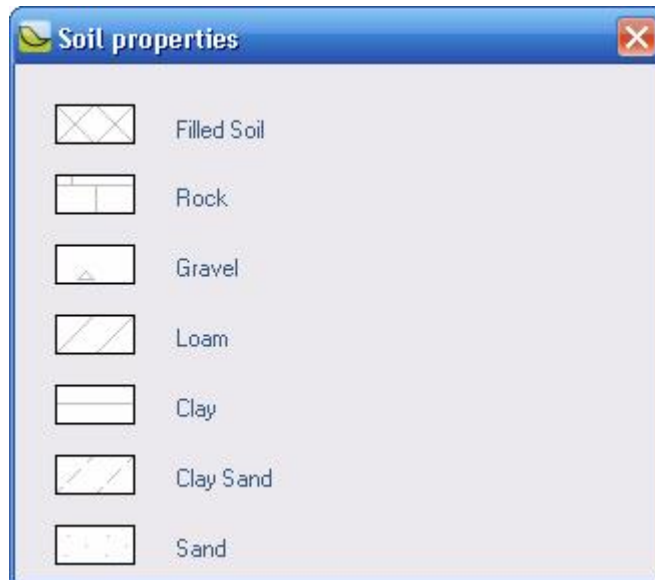 Soil properties
Filled Soil
Rock
Gravel
Loam
Clay
Clay Sand
Sand